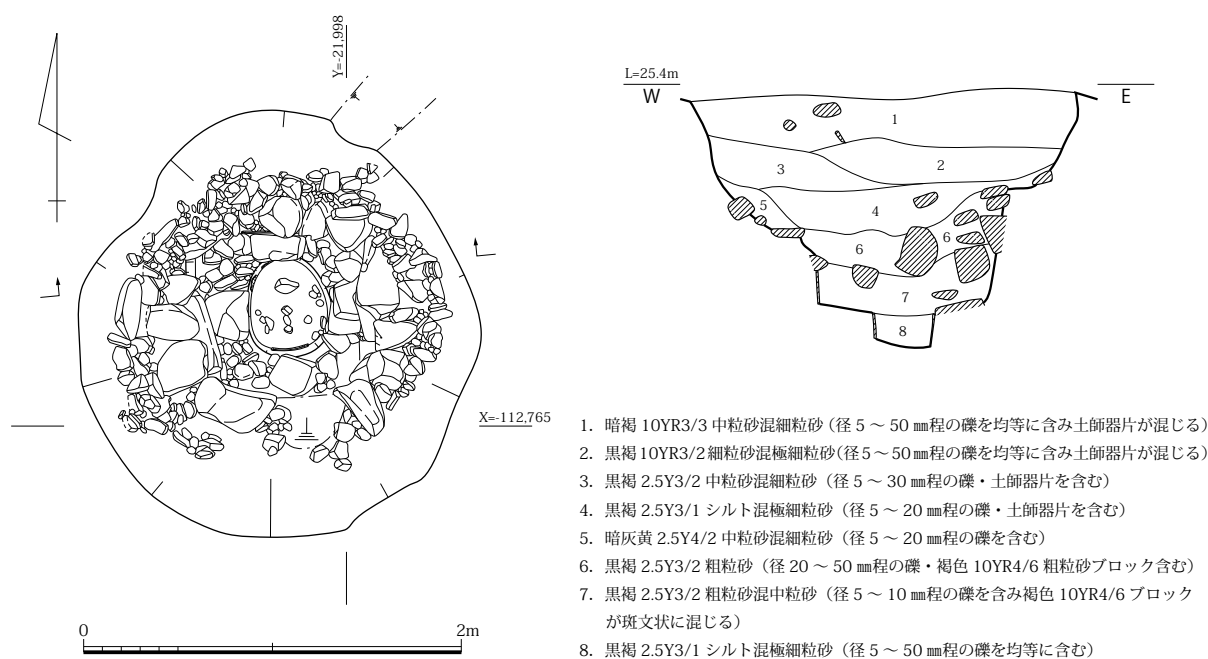 Y=-21,998
X=-112,765
0 2m
L=25.4m
W E
1
2
3
4
5
6
6
7
8
1. 暗褐 10YR3/3 中粒砂混細粒砂（径 5 ～ 50 ㎜程の礫を均等に含み土師器片が混じる）
2. 黒褐 10YR3/2 細粒砂混極細粒砂（径 5 ～ 50 ㎜程の礫を均等に含み土師器片が混じる）
3. 黒褐 2.5Y3/2 中粒砂混細粒砂（径 5 ～ 30 ㎜程の礫・土師器片を含む）
4. 黒褐 2.5Y3/1 シルト混極細粒砂（径 5 ～ 20 ㎜程の礫・土師器片を含む）
5. 暗灰黄 2.5Y4/2 中粒砂混細粒砂（径 5 ～ 20 ㎜程の礫を含む）
6. 黒褐 2.5Y3/2 粗粒砂（径 20 ～ 50 ㎜程の礫・褐色 10YR4/6 粗粒砂ブロック含む）
7. 黒褐 2.5Y3/2 粗粒砂混中粒砂（径 5 ～ 10 ㎜程の礫を含み褐色 10YR4/6 ブロック
が斑文状に混じる）
8. 黒褐 2.5Y3/1 シルト混極細粒砂（径 5 ～ 50 ㎜程の礫を均等に含む）